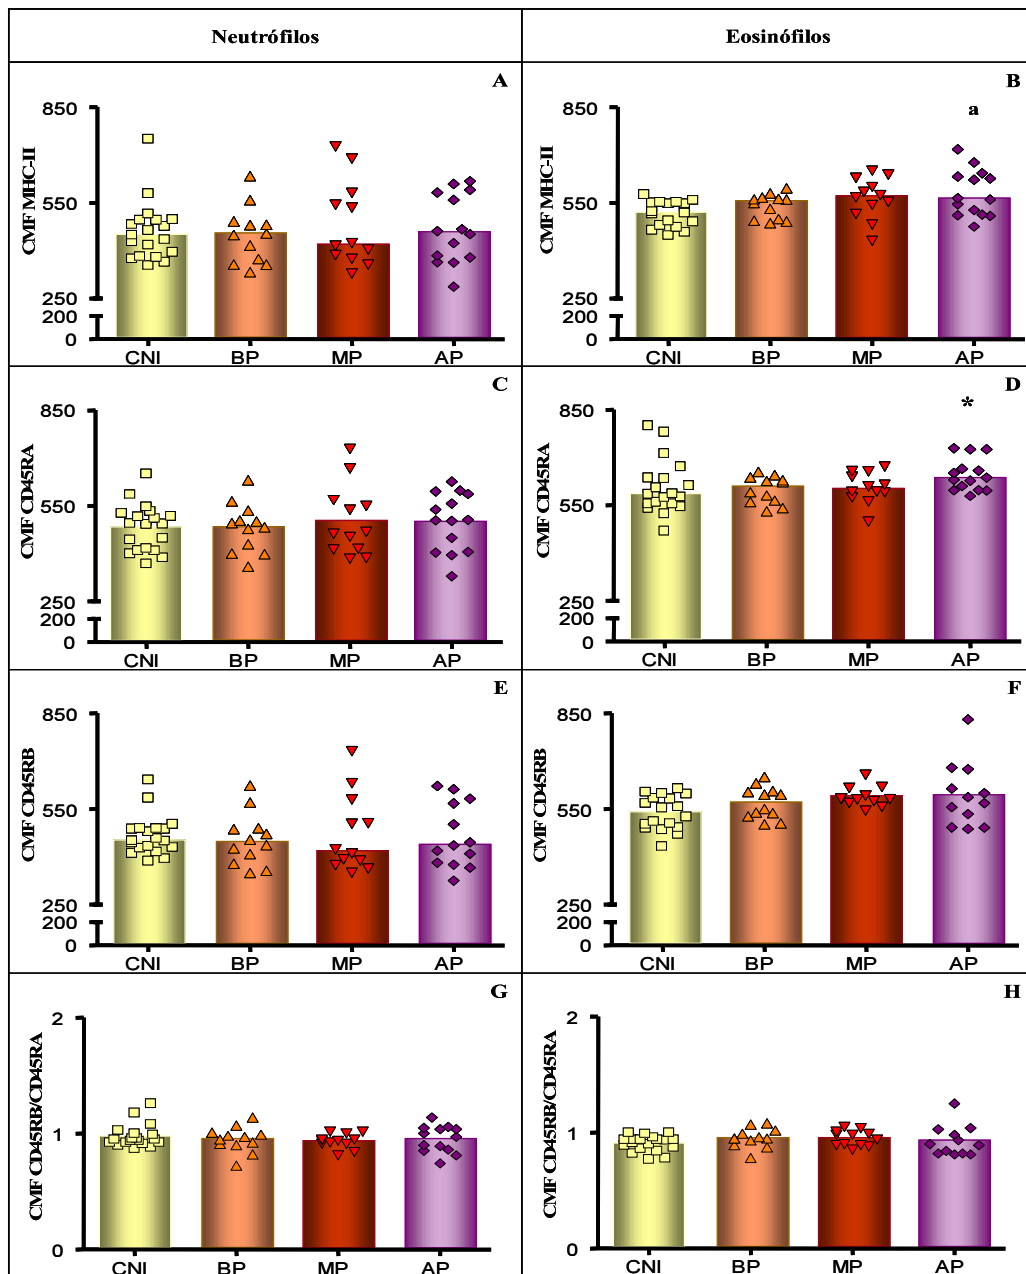 Neutrófilos
Eosinófilos
A
CMF MHC-II
850
550
250
200
0
CNI BP MP AP
B
a
CMF MHC-II
850
550
250
200
0
CNI BP MP AP
C
CMF CD45RA
850
550
250
200
0
CNI BP MP AP
D
*
CMF CD45RA
850
550
250
200
0
CNI BP MP AP
E
CMF CD45RB
850
550
250
200
0
CNI BP MP AP
F
CMF CD45RB
850
550
250
200
0
CNI BP MP AP
G
CMF CD45RB/CD45RA
2
1
0
CNI BP MP AP
H
CMF CD45RB/CD45RA
2
1
0
CNI BP MP AP